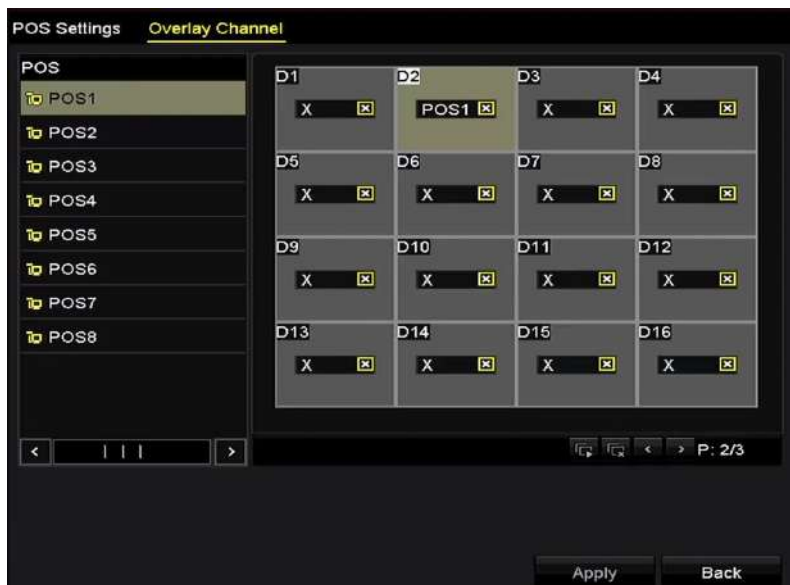 POS Settings Overlay Channel
POS
POS1
POS2
POS3
POS4
POS5
POS6
POS7
POS8
D1 D2 D3 D4
X POS1 X X
D5 D6 D7 D8
X X X X
D9 D10 D11 D12
X X X X
D13 D14 D15 D16
X X X X
P: 2/3
Apply Back